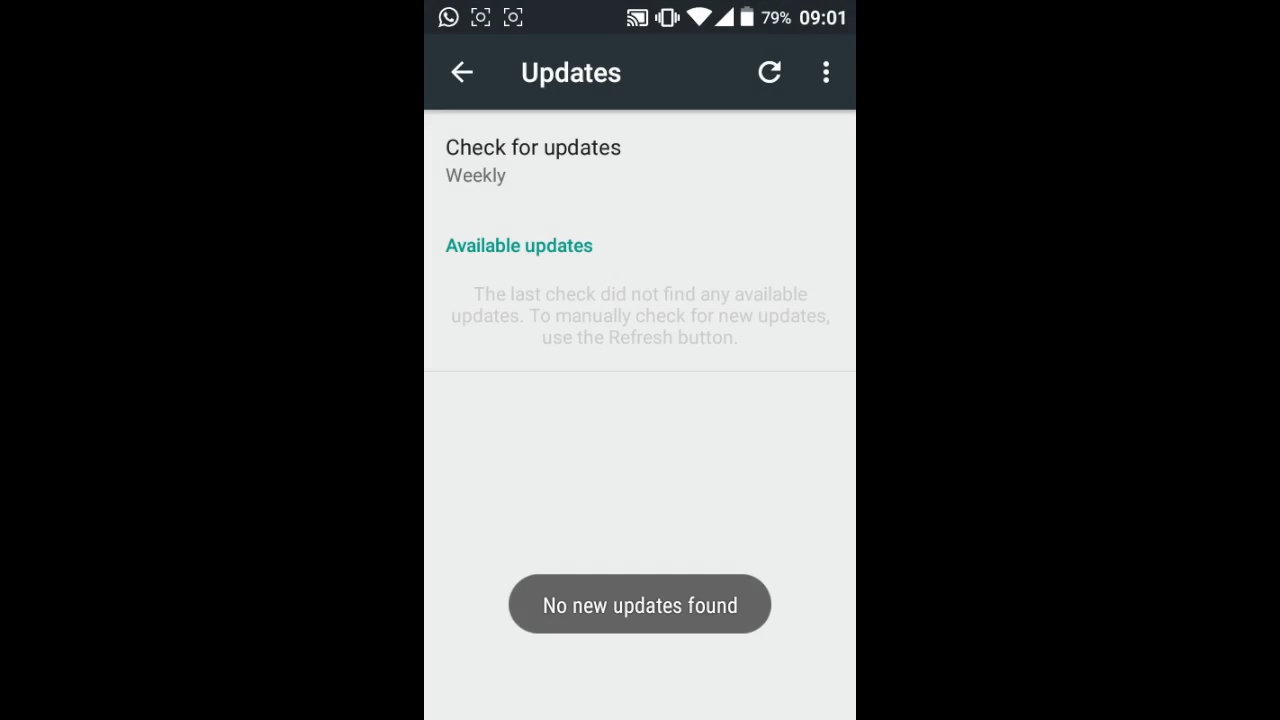 79% 09:01
Updates
Check for updates
Weekly
Available updates
The last check did not find any available
updates. To manually check for new updates,
use the Refresh button.
No new updates found